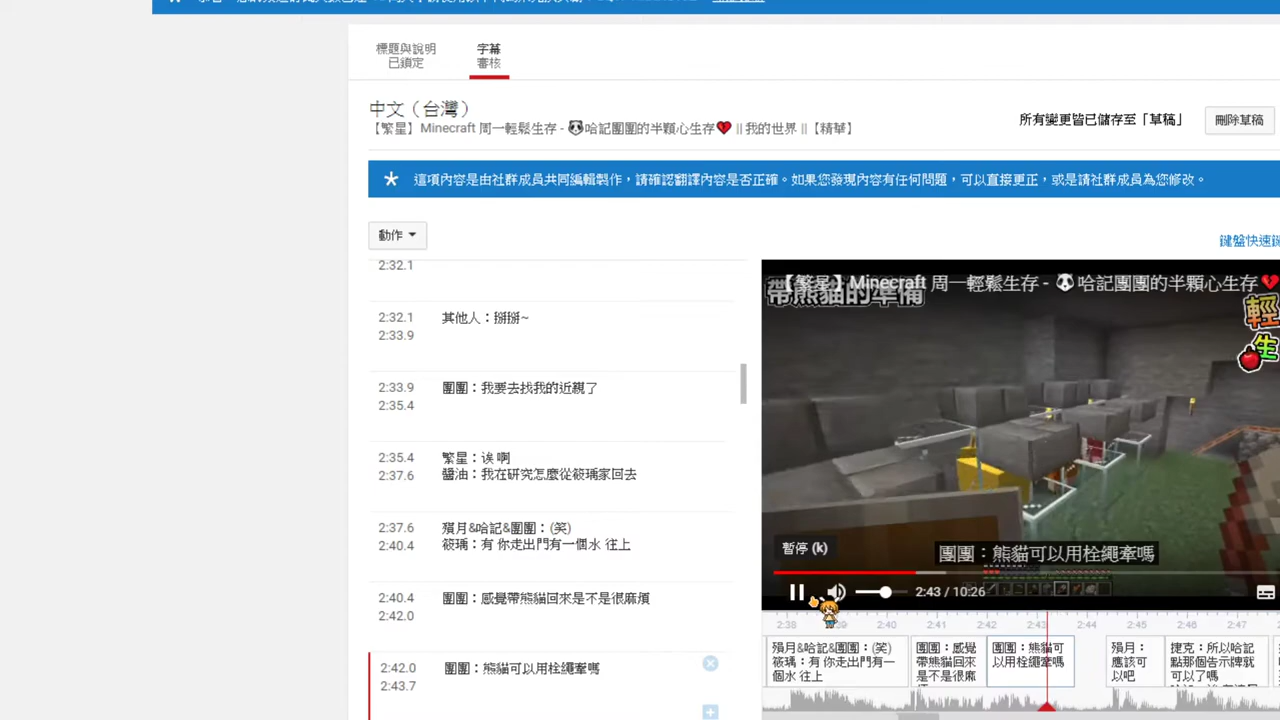 標題與說明
已鎖定
字幕
審核
中文（台灣）
【繁星】Minecraft 周一輕鬆生存 - 🐼哈記團團的半顆心生存💔 || 我的世界 ||【精華】
所有變更皆已儲存至「草稿」
刪除草稿
這項內容是由社群成員共同編輯製作，請確認翻譯內容是否正確。如果您發現內容有任何問題，可以直接更正，或是請社群成員為您修改。
動作
鍵盤快速鍵
2:32.1
2:32.1
2:33.9
其他人：掰掰~
2:33.9
2:35.4
團團：我要去找我的近親了
2:35.4
2:37.6
繁星：诶 啊
醬油：我在研究怎麼從筱瑀家回去
2:37.6
2:40.4
殞月&哈記&團團：(笑)
筱瑀：有 你走出門有一個水 往上
2:40.4
2:42.0
團團：感覺帶熊貓回來是不是很麻煩
2:42.0
2:43.7
團團：熊貓可以用栓繩牽嗎
【繁星】Minecraft 周一輕鬆生存 - 🐼哈記團團的半顆心生存💔
帶熊貓的準備
輕
生
暫停 (k)
團團：熊貓可以用栓繩牽嗎
2:43 / 10:26
2:38 2:39 2:40 2:41 2:42 2:43 2:44 2:45 2:46 2:47
殞月&哈記&團團：(笑)
筱瑀：有 你走出門有一
個水 往上
團團：感覺
帶熊貓回來
是不是很麻
團團：熊貓可
以用栓繩牽嗎
殞月：
應該可
以吧
捷克：所以哈記
點那個告示牌就
可以了嗎